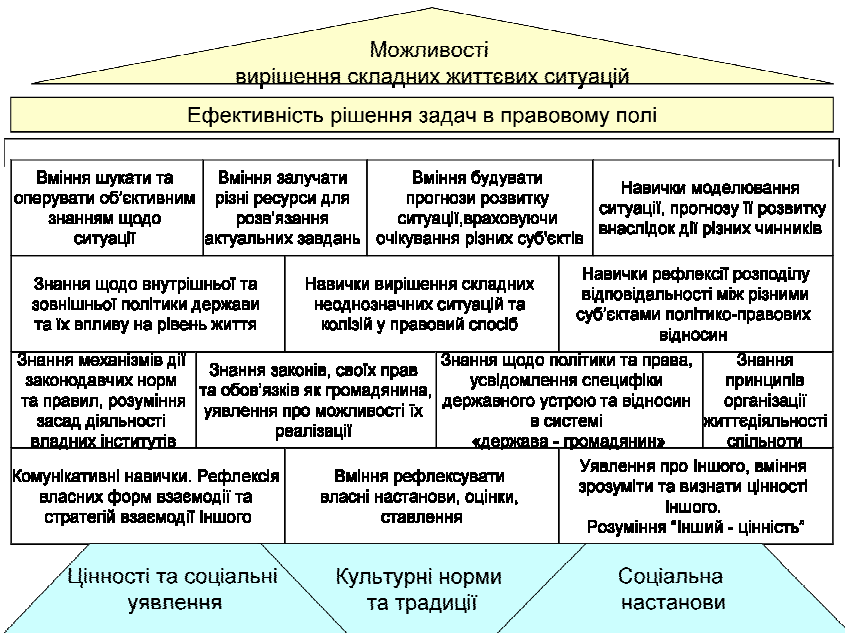 Можливості
вирішення складних життєвих ситуацій
Ефективність рішення задач в правовому полі
Вміння шукати та
оперувати об'єктивним
знанням щодо
ситуації
Вміння залучати
різні ресурси для
розв'язання
актуальних завдань
Вміння будувати
прогнози розвитку
ситуації,враховуючи
очікування різних суб'єктів
Навички моделювання
ситуації, прогнозу її розвитку
внаслідок дії різних чинників
Знання щодо внутрішньої та
зовнішньої політики держави
та їх впливу на рівень життя
Навички вирішення складних
неоднозначних ситуацій та
колізій у правовий спосіб
Навички рефлексії розподілу
відповідальності між різними
суб'єктами політико-правових
відносин
Знання механізмів дії
законодавчих норм
та правил, розуміння
засад діяльності
владних інститутів
Знання законів, своїх прав
та обов'язків як громадянина,
уявлення про можливості їх
реалізації
Знання щодо політики та права,
усвідомлення специфіки
державного устрою та відносин
в системі
«держава - громадянин»
Знання
принципів
організації
життєдіяльності
спільноти
Комунікативні навички. Рефлексія
власних форм взаємодії та
стратегій взаємодії Іншого
Вміння рефлексувати
власні настанови, оцінки,
ставлення
Уявлення про Іншого, вміння
зрозуміти та визнати цінності
Іншого.
Розуміння "Інший - цінність"
Цінності та соціальні
уявлення
Культурні норми
та традиції
Соціальна
настанови